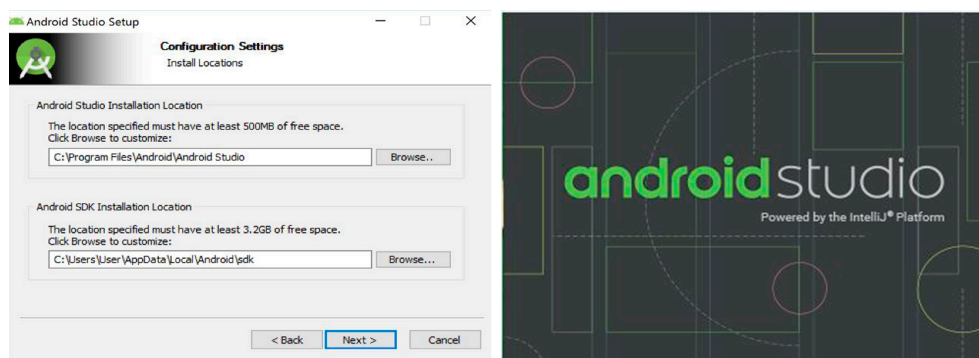 Android Studio Setup
Configuration Settings
Install Locations
Android Studio Installation Location
The location specified must have at least 500MB of free space.
Click Browse to customize:
C:\Program Files\Android\Android Studio
Browse..
Android SDK Installation Location
The location specified must have at least 3.2GB of free space.
Click Browse to customize:
C:\Users\User\AppData\Local\Android\sdk
Browse...
< Back
Next >
Cancel
androidstudio
Powered by the IntelliJ® Platform